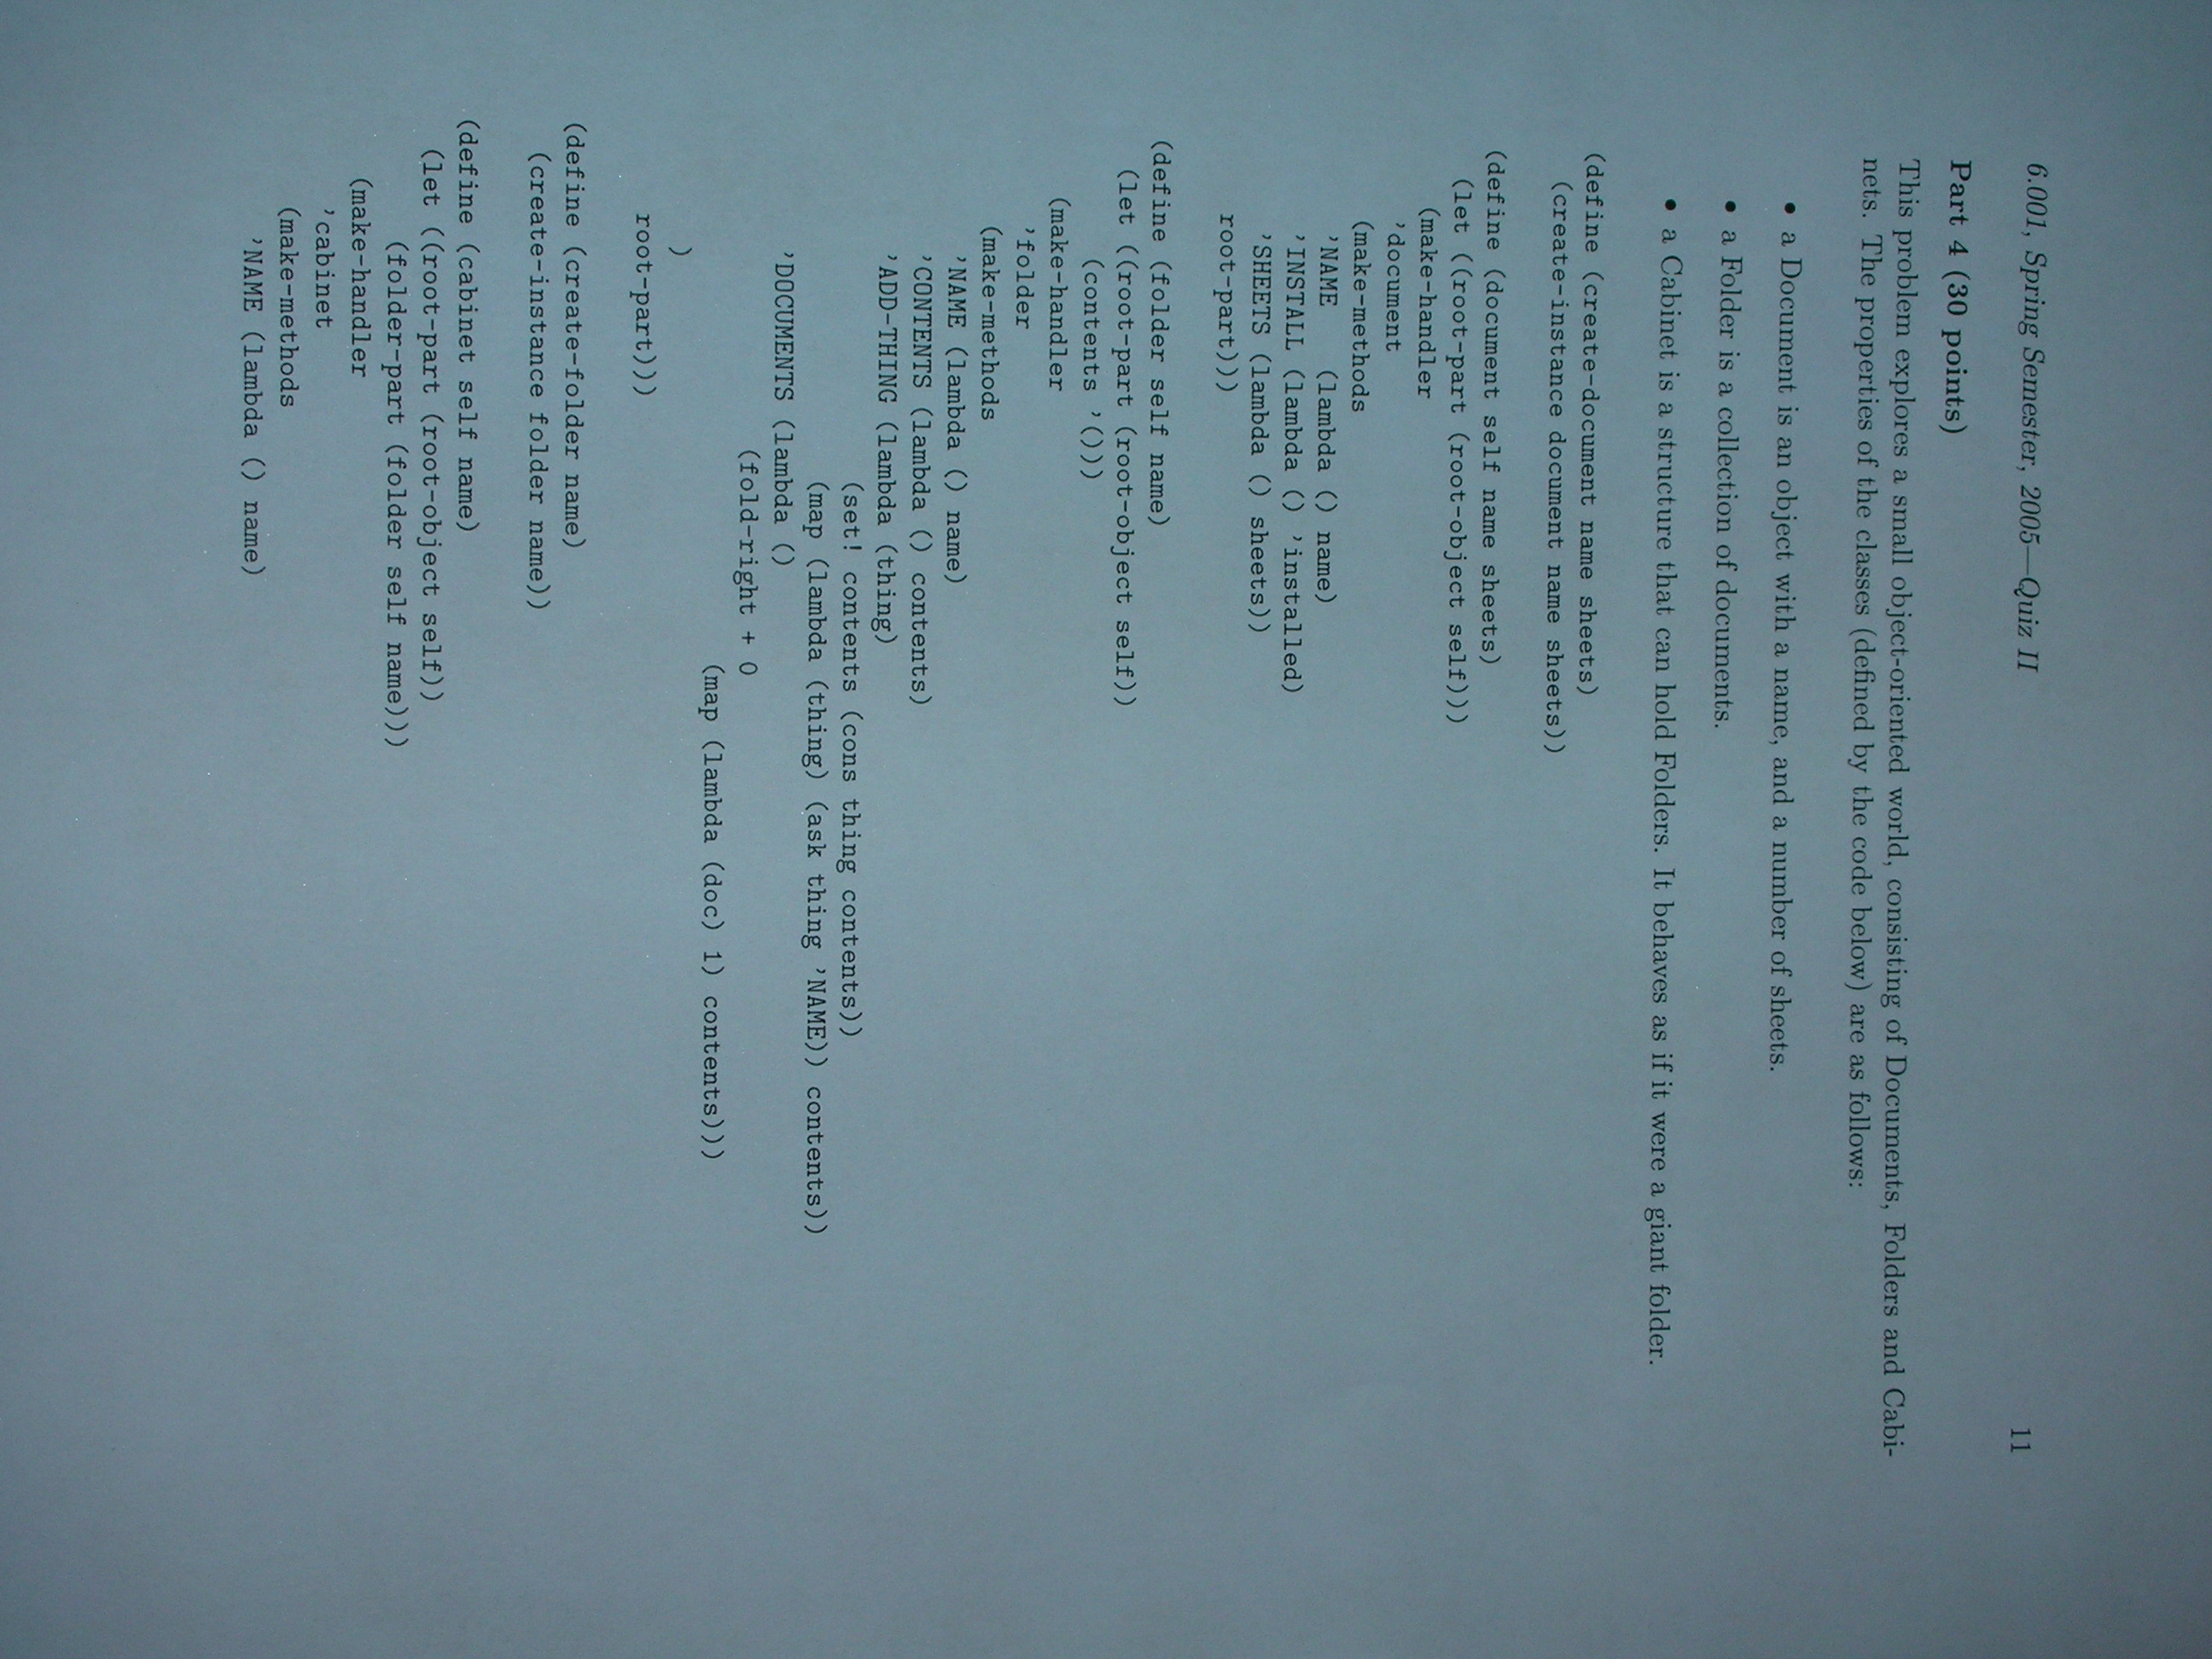 6.001, Spring Semester, 2005—Quiz II 11
Part 4 (30 points)
This problem explores a small object-oriented world, consisting of Documents, Folders and Cabi-
nets. The properties of the classes (defined by the code below) are as follows:
• a Document is an object with a name, and a number of sheets.
• a Folder is a collection of documents.
• a Cabinet is a structure that can hold Folders. It behaves as if it were a giant folder.
(define (create-document name sheets)
  (create-instance document name sheets))
(define (document self name sheets)
  (let ((root-part (root-object self)))
    (make-handler
     'document
     (make-methods
      'NAME    (lambda () name)
      'INSTALL (lambda () 'installed)
      'SHEETS (lambda () sheets))
     root-part)))
(define (folder self name)
  (let ((root-part (root-object self))
        (contents '()))
    (make-handler
      'folder
      (make-methods
        'NAME (lambda () name)
        'CONTENTS (lambda () contents)
        'ADD-THING (lambda (thing)
                     (set! contents (cons thing contents))
                     (map (lambda (thing) (ask thing 'NAME)) contents))
        'DOCUMENTS (lambda ()
                     (fold-right + 0
                                 (map (lambda (doc) 1) contents)))
        )
      root-part)))
(define (create-folder name)
  (create-instance folder name))
(define (cabinet self name)
  (let ((root-part (root-object self))
        (folder-part (folder self name)))
    (make-handler
      'cabinet
      (make-methods
        'NAME (lambda () name)